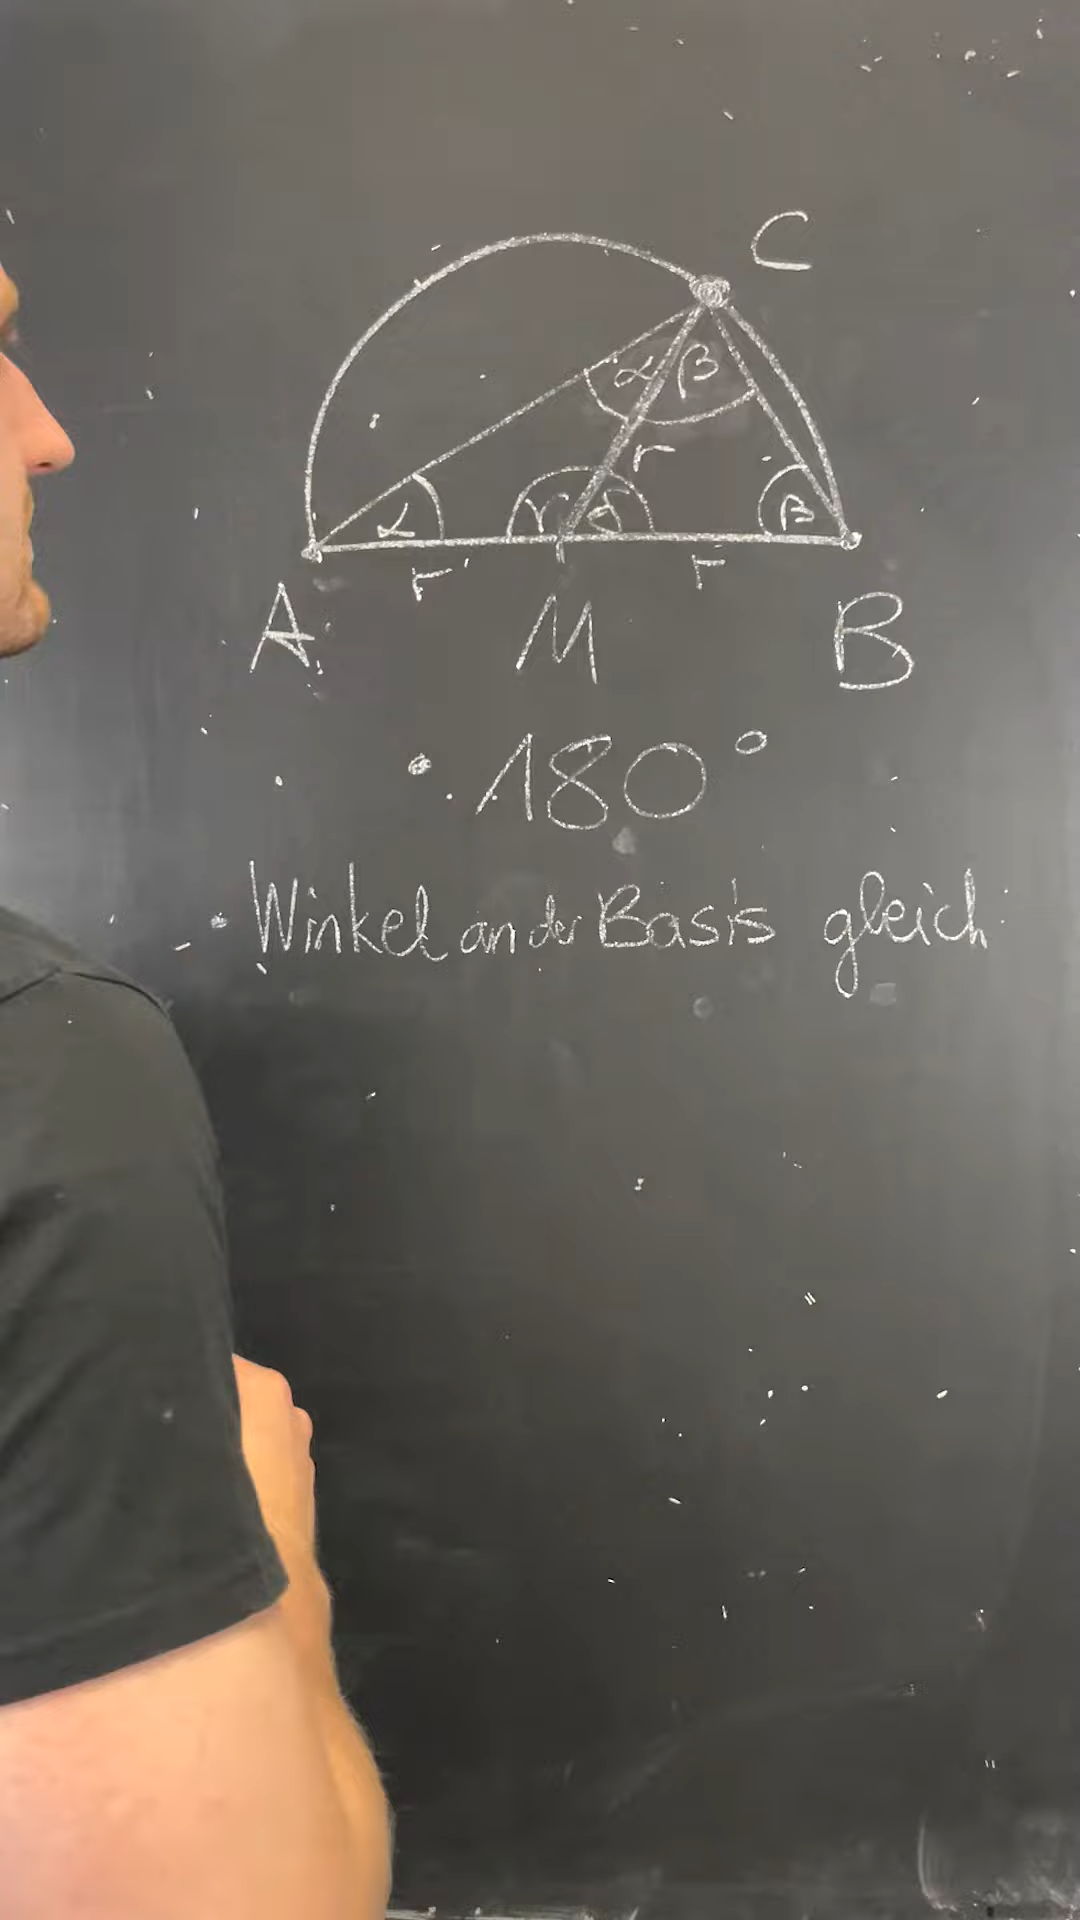 C
α β
r
α γ δ β
r r
A M B
• 180°
• Winkel an der Basis gleich